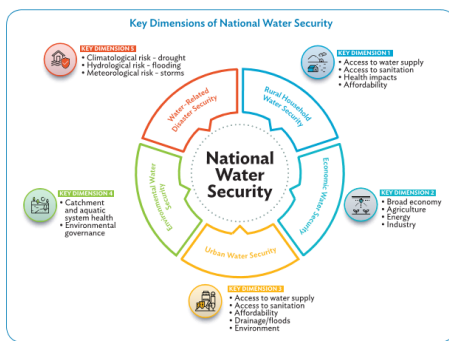 Key Dimensions of National Water Security
KEY DIMENSION 5
• Climatological risk - drought
• Hydrological risk - flooding
• Meteorological risk - storms
KEY DIMENSION 1
• Access to water supply
• Access to sanitation
• Health impacts
• Affordability
Water-Related
Disaster Security
Rural Household
Water Security
National
Water
Security
Environmental Water
Security
Economic Water Security
Urban Water Security
KEY DIMENSION 4
• Catchment
and aquatic
system health
• Environmental
governance
KEY DIMENSION 2
• Broad economy
• Agriculture
• Energy
• Industry
KEY DIMENSION 3
• Access to water supply
• Access to sanitation
• Affordability
• Drainage/floods
• Environment